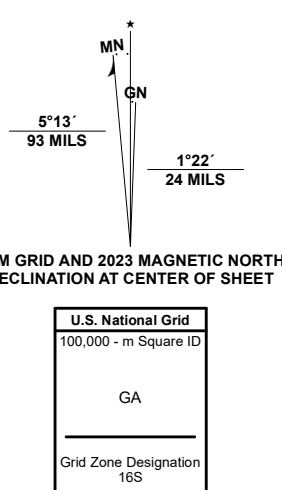 ★
MN
GN
5°13´
93 MILS
1°22´
24 MILS
M GRID AND 2023 MAGNETIC NORTH
ECLINATION AT CENTER OF SHEET
U.S. National Grid
100,000 - m Square ID
GA
Grid Zone Designation
16S